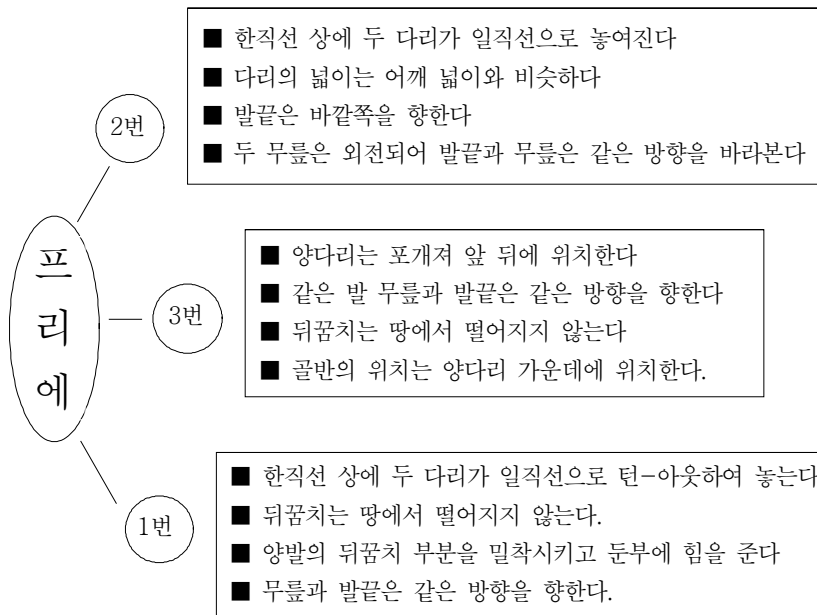 ■ 한직선 상에 두 다리가 일직선으로 놓여진다
■ 다리의 넓이는 어깨 넓이와 비슷하다
■ 발끝은 바깥쪽을 향한다
■ 두 무릎은 외전되어 발끝과 무릎은 같은 방향을 바라본다
2번
프리에
■ 양다리는 포개져 앞 뒤에 위치한다
■ 같은 발 무릎과 발끝은 같은 방향을 향한다
■ 뒤꿈치는 땅에서 떨어지지 않는다
■ 골반의 위치는 양다리 가운데에 위치한다.
3번
■ 한직선 상에 두 다리가 일직선으로 턴-아웃하여 놓는다
■ 뒤꿈치는 땅에서 떨어지지 않는다.
■ 양발의 뒤꿈치 부분을 밀착시키고 둔부에 힘을 준다
■ 무릎과 발끝은 같은 방향을 향한다.
1번